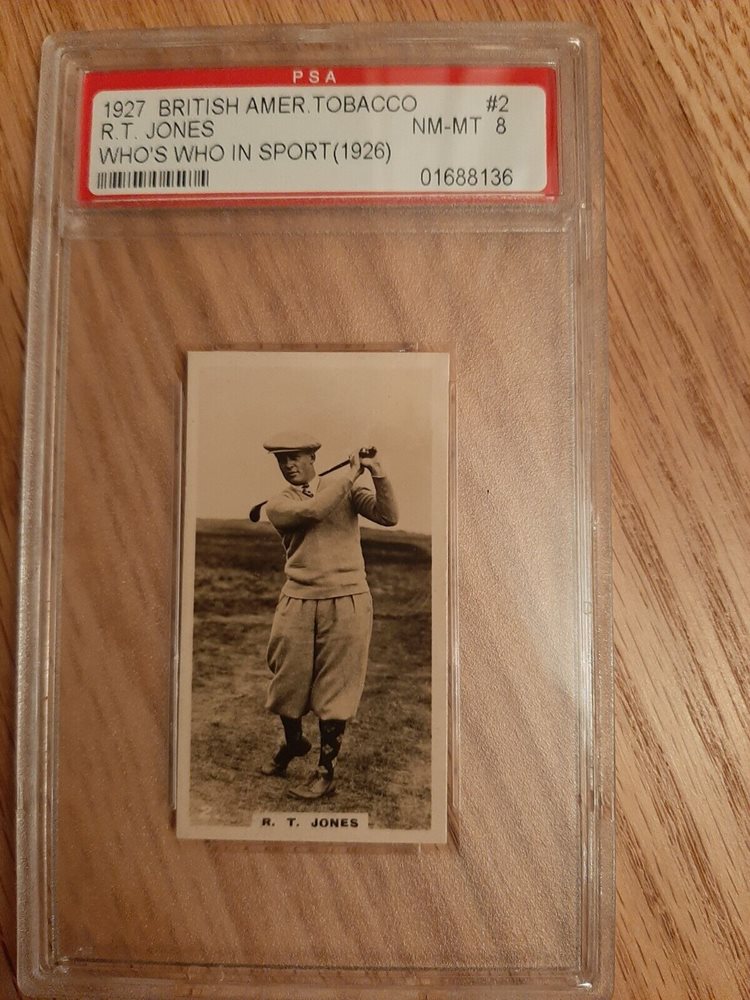 PSA
1927 BRITISH AMER.TOBACCO #2
R.T. JONES NM-MT 8
WHO'S WHO IN SPORT(1926)
01688136
R. T. JONES